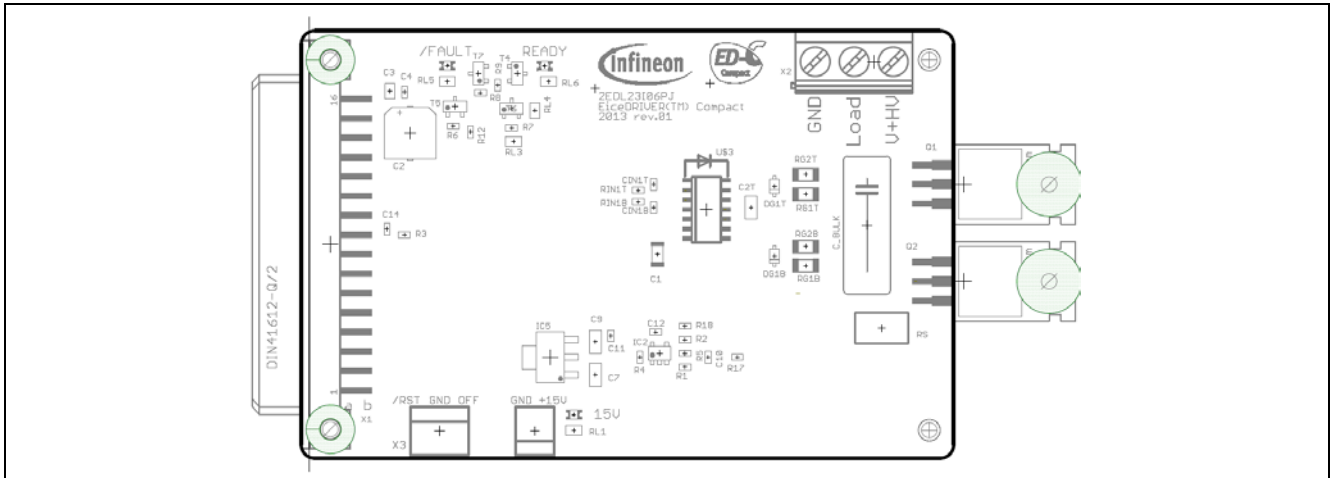 /FAULT READY
T7 T4
R9
RL5 R8 RL6
C3 C4
16
T5 T6 RL4
R6 R12 R7
RL3
C2
Infineon
ED-C
Compact
2EDL23I06PJ
EiceDRIVER(TM) Compact
2013 rev.01
X2
GND Load V+HV
Q1
U$3
CIN1T
RIN1T
RIN1B
CIN1B
C2T
RG2T
DG1T
RG1T
C14
R3
C_BULK
RG2B
DG1B
RG1B
Q2
C1
DIN41612-Q/2
RS
IC5
C9
C11
C7
C12
IC2
R18
R2
R4
R5 C10 R17
R1
1
a b
X1
/RST GND OFF
X3
GND +15V
15V
RL1